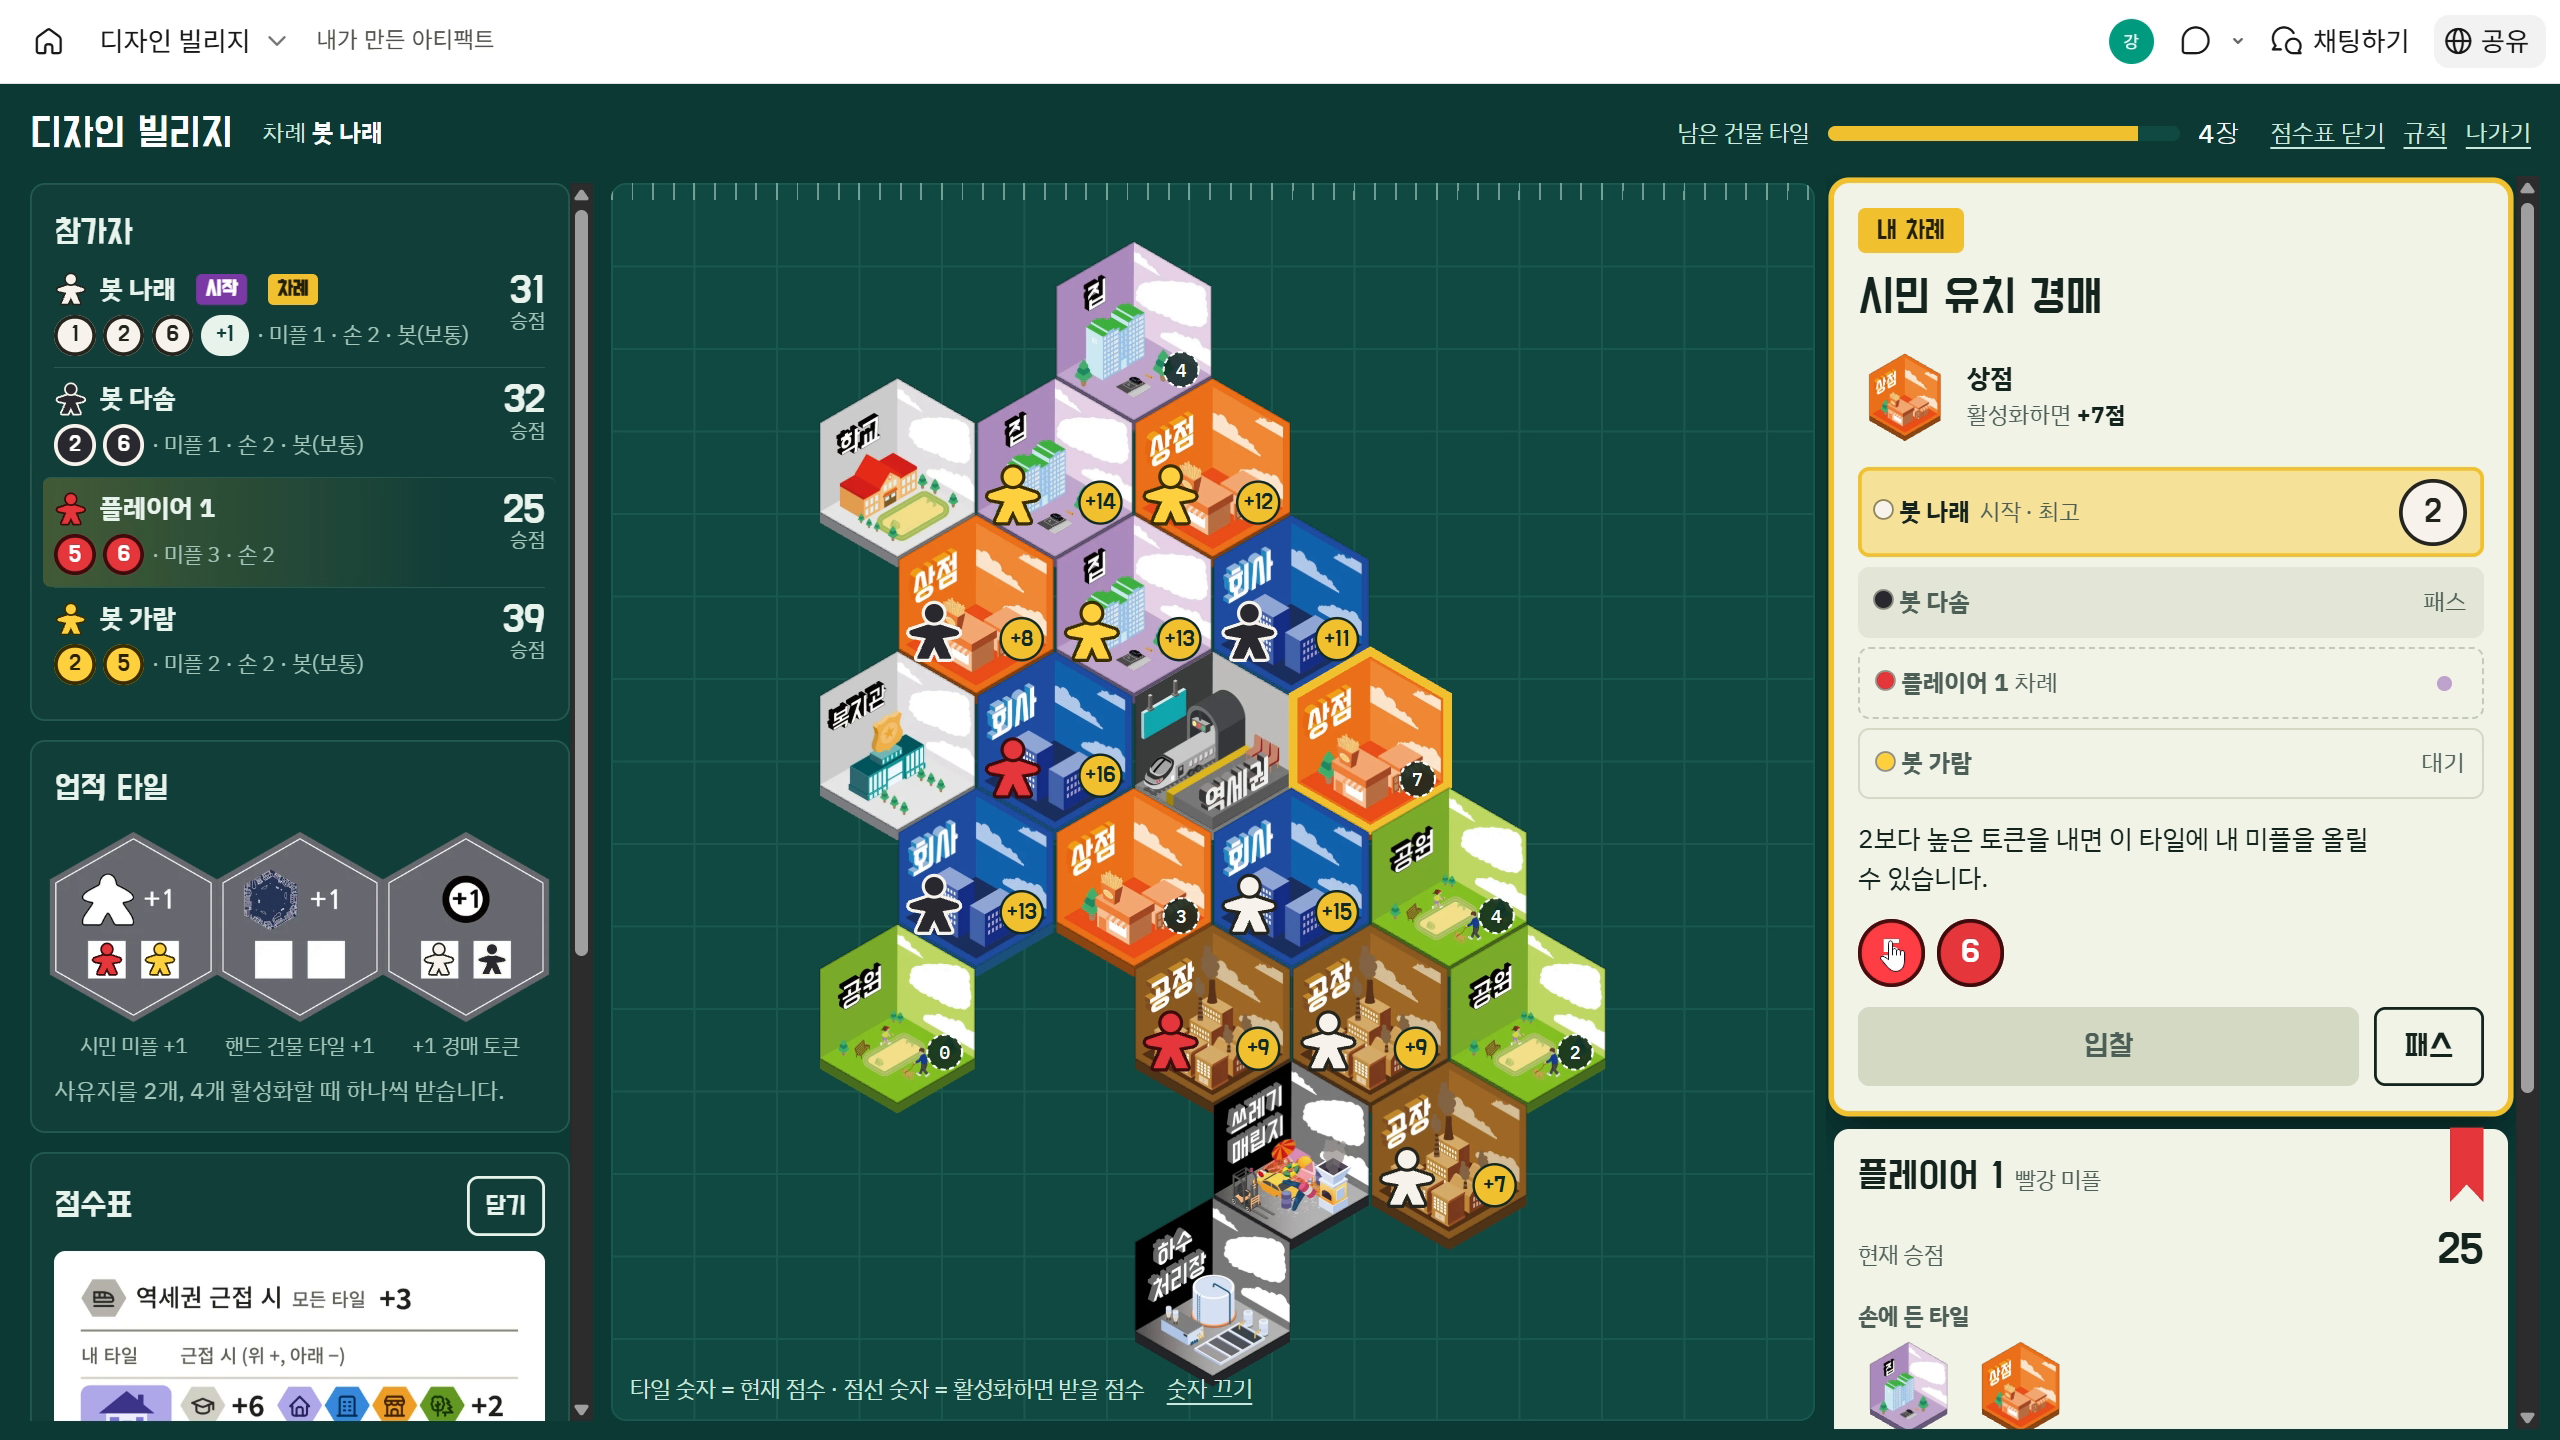 디자인 빌리지
내가 만든 아티팩트
강
채팅하기
공유
디자인 빌리지
차례 봇 나래
남은 건물 타일
4장
점수표 닫기
규칙
나가기
참가자
봇 나래 시작 차례 31
1 2 6 +1 · 미플 1 · 손 2 · 봇(보통) 승점
봇 다솜 32
2 6 · 미플 1 · 손 2 · 봇(보통) 승점
플레이어 1 25
5 6 · 미플 3 · 손 2 승점
봇 가람 39
2 5 · 미플 2 · 손 2 · 봇(보통) 승점
업적 타일
+1 +1 +1
시민 미플 +1 핸드 건물 타일 +1 +1 경매 토큰
사유지를 2개, 4개 활성화할 때 하나씩 받습니다.
점수표
닫기
역세권 근접 시 모든 타일 +3
내 타일 근접 시 (위 +, 아래 −)
+6 +2
집
4
학교
집
+14
상점
+12
상점
+8
집
+13
회사
+11
복지관
회사
+16
역세권
상점
7
회사
+13
상점
3
회사
+15
공원
4
공원
0
공장
+9
공장
+9
공원
2
쓰레기
매립지
공장
+7
하수
처리장
타일 숫자 = 현재 점수 · 점선 숫자 = 활성화하면 받을 점수
숫자 끄기
내 차례
시민 유치 경매
상점
상점
활성화하면 +7점
봇 나래 시작 · 최고 2
봇 다솜 패스
플레이어 1 차례
봇 가람 대기
2보다 높은 토큰을 내면 이 타일에 내 미플을 올릴
수 있습니다.
6
입찰
패스
플레이어 1 빨강 미플
현재 승점 25
손에 든 타일
집
상점